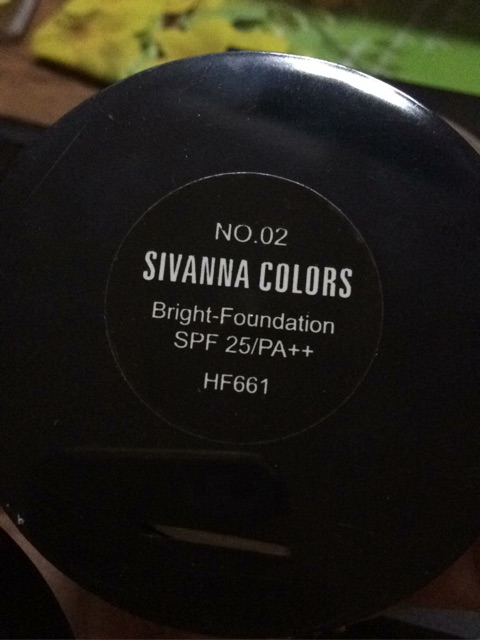 NO.02
SIVANNA COLORS
Bright-Foundation
SPF 25/PA++
HF661